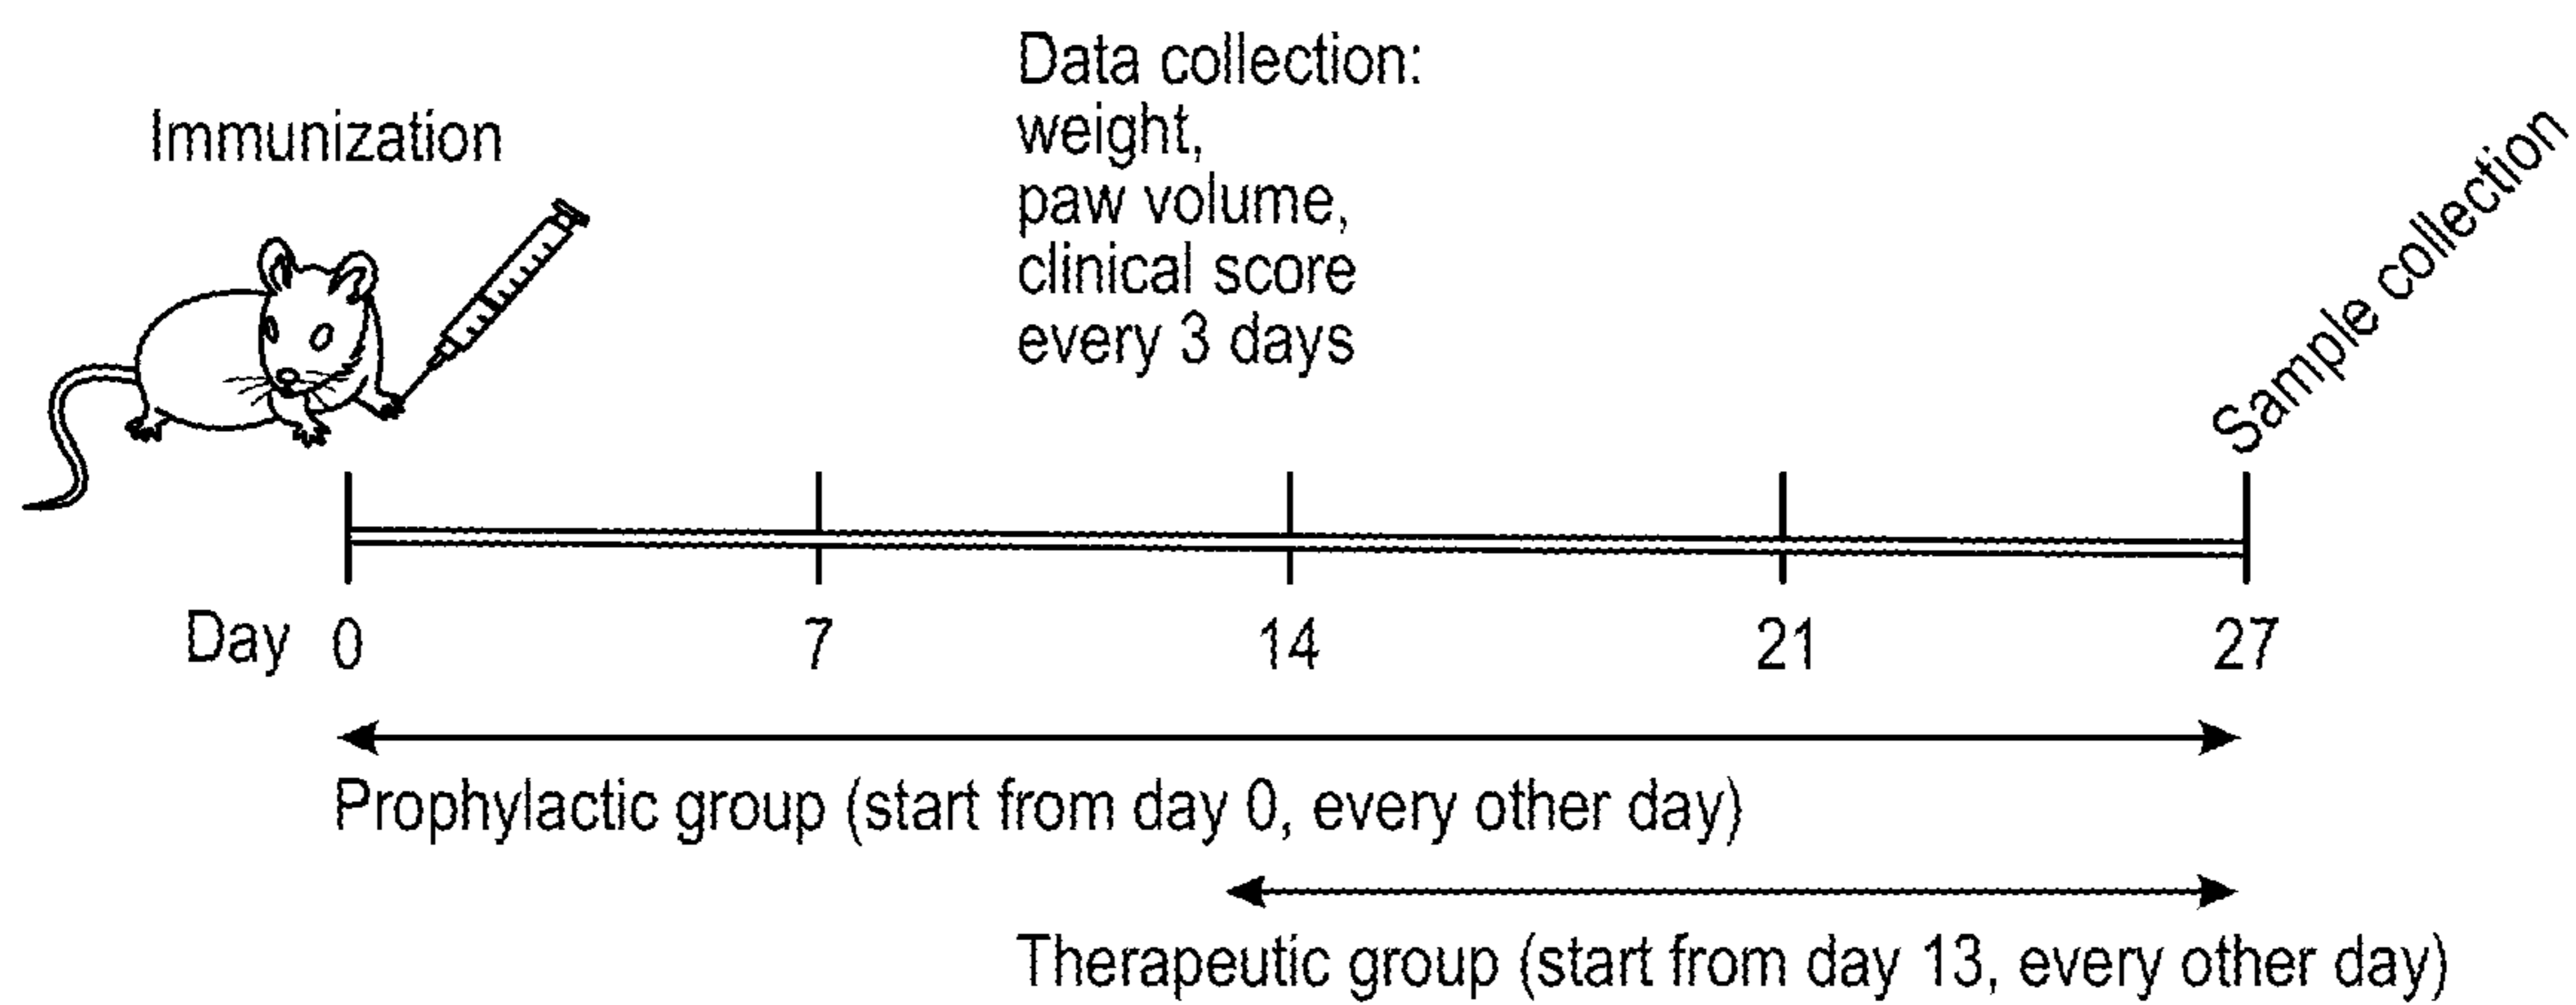 Immunization
Data collection:
weight,
paw volume,
clinical score
every 3 days
Sample collection
Day 0 7 14 21 27
Prophylactic group (start from day 0, every other day)
Therapeutic group (start from day 13, every other day)